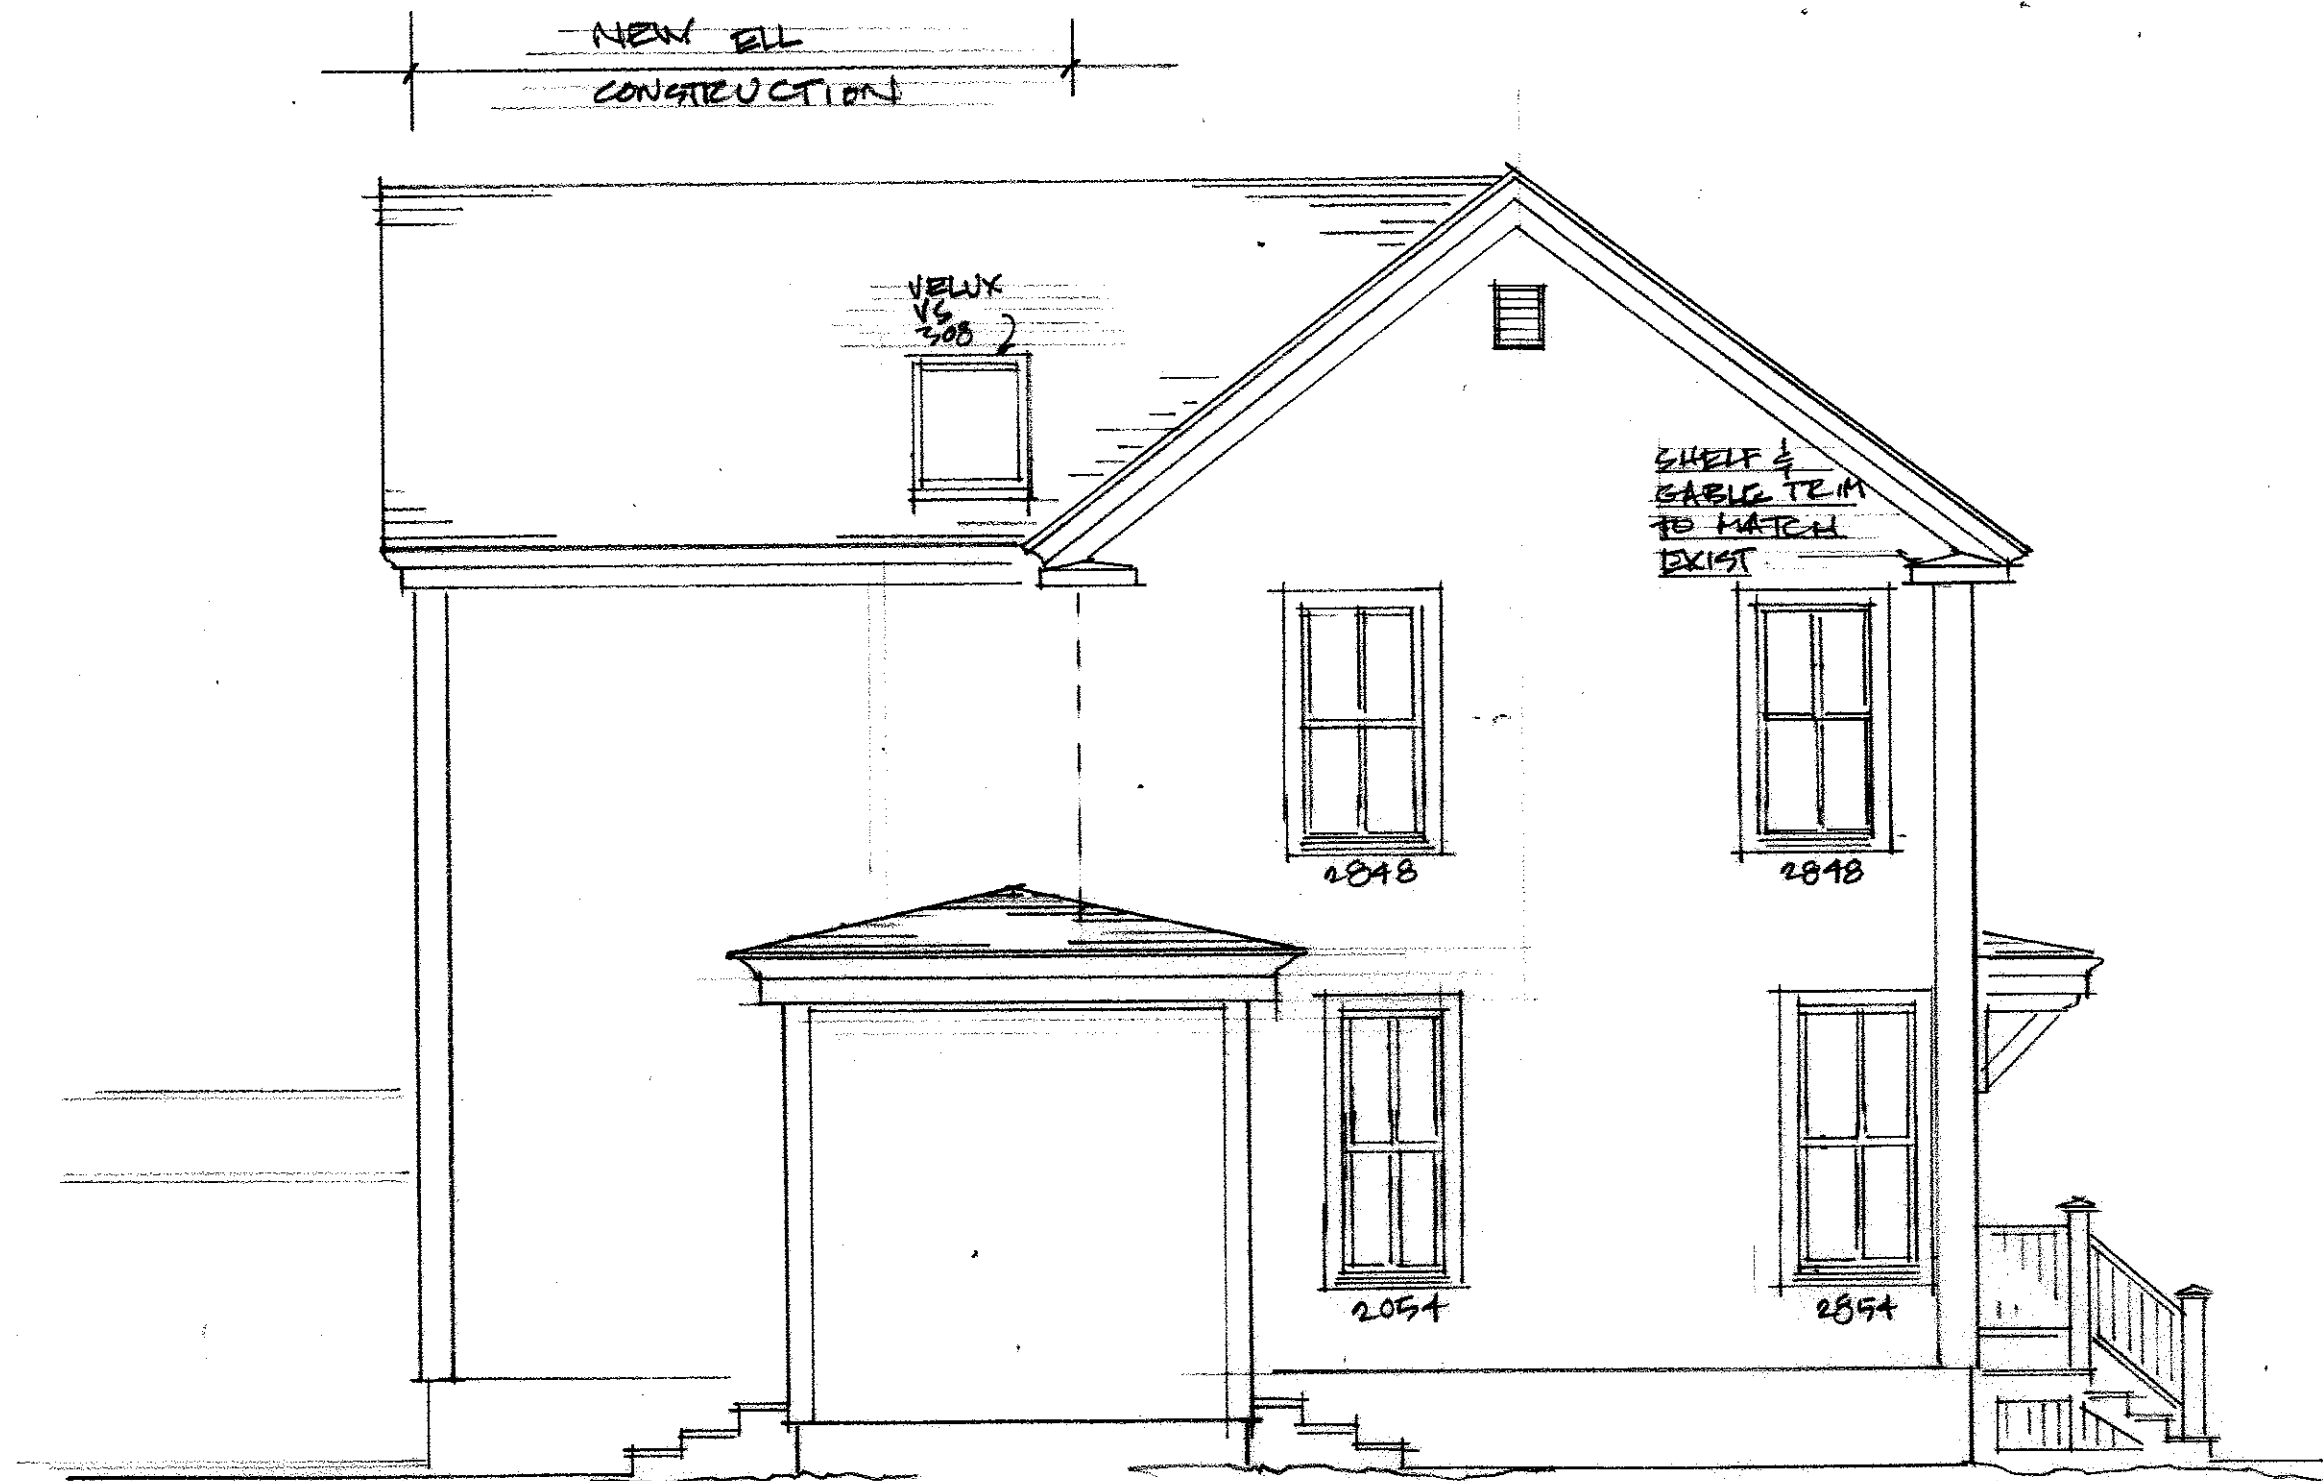 NEW ELL
CONSTRUCTION
VELUX
VS
308
SHELF &
GABLE TRIM
TO MATCH
EXIST
2848
2848
2054
2854